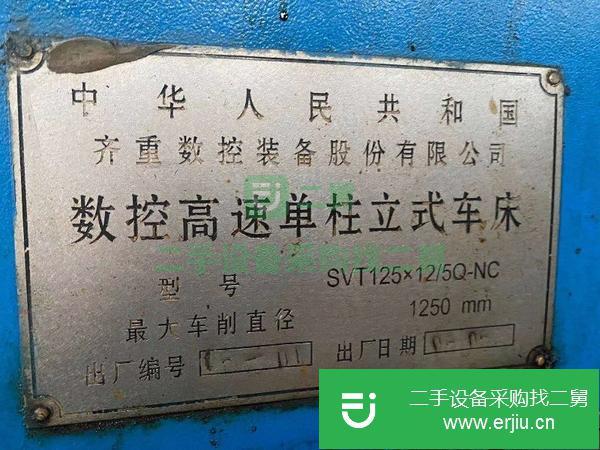 中华人民共和国
齐重数控装备股份有限公司
二舅
数控高速单柱立式车床
二手设备采购找二舅
型号 SVT125×12/5Q-NC
最大车削直径 1250 mm
出厂编号 出厂日期
二手设备采购找二舅
www.erjiu.cn